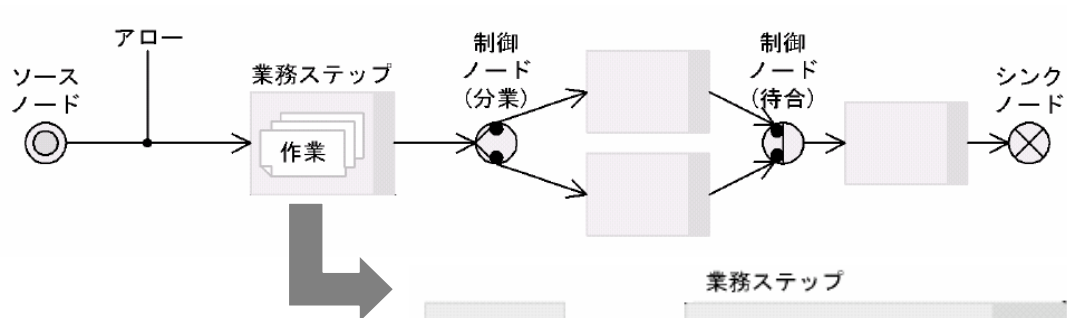 アロー
ソース
ノード
業務ステップ
作業
制御
ノード
(分業)
制御
ノード
(待合)
シンク
ノード
業務ステップ